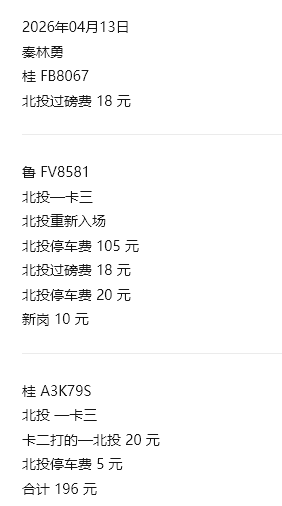 2026年04月13日
秦林勇
桂 FB8067
北投过磅费 18 元
鲁 FV8581
北投一卡三
北投重新入场
北投停车费 105 元
北投过磅费 18 元
北投停车费 20 元
新岗 10 元
桂 A3K79S
北投 一卡三
卡二打的一北投 20 元
北投停车费 5 元
合计 196 元